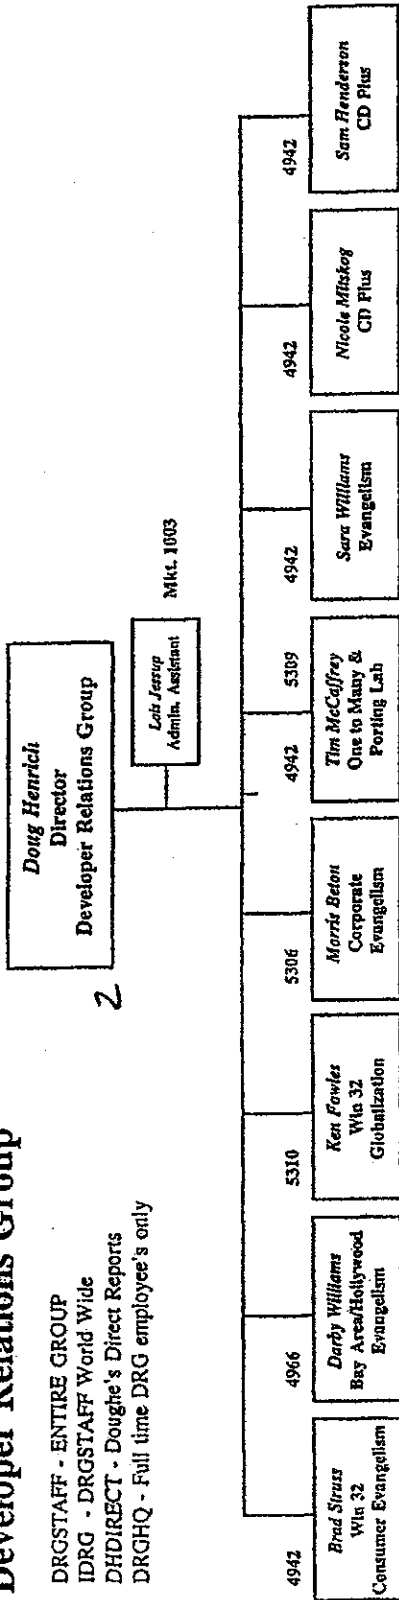 Developer Relations Group
DRGSTAFF - ENTIRE GROUP
IDRG - DRGSTAFF World Wide
DHDIRECT - Doughe's Direct Reports
DRGHQ - Full time DRG employee's only
2
Doug Henrich
Director
Developer Relations Group
Lois Jessup
Admin. Assistant
Mkt. 1003
4942
Brad Struss
Win 32
Consumer Evangelism
4966
Darby Williams
Bay Area/Hollywood
Evangelism
5310
Ken Fowles
Win 32
Globalization
5306
Morris Beton
Corporate
Evangelism
4942
5309
Tim McCaffrey
One to Many &
Porting Lab
4942
Sara Williams
Evangelism
4942
Nicole Mitskog
CD Plus
4942
Sam Henderson
CD Plus